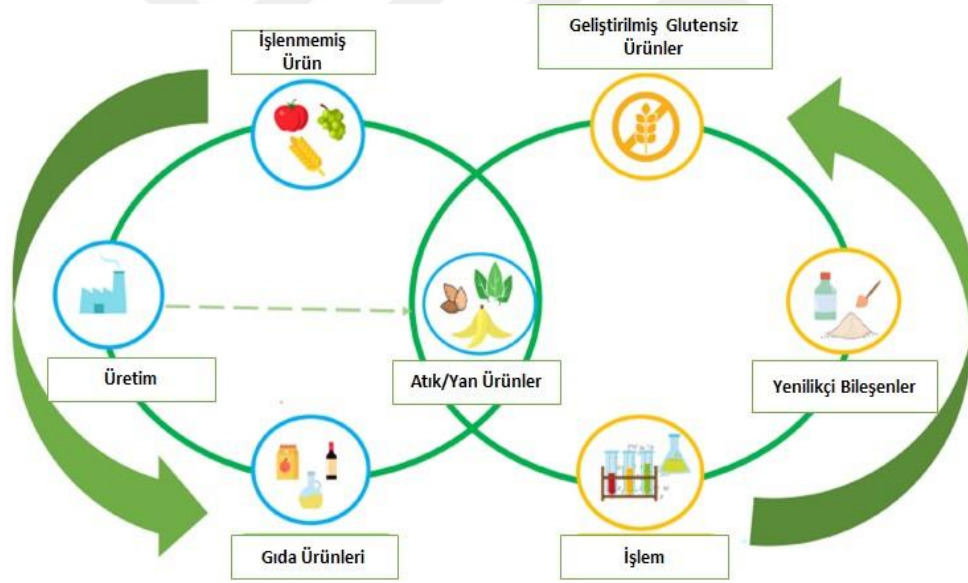 İşlenmemiş
Ürün
Geliştirilmiş Glutensiz
Ürünler
Üretim
Atık/Yan Ürünler
Yenilikçi Bileşenler
Gıda Ürünleri
İşlem